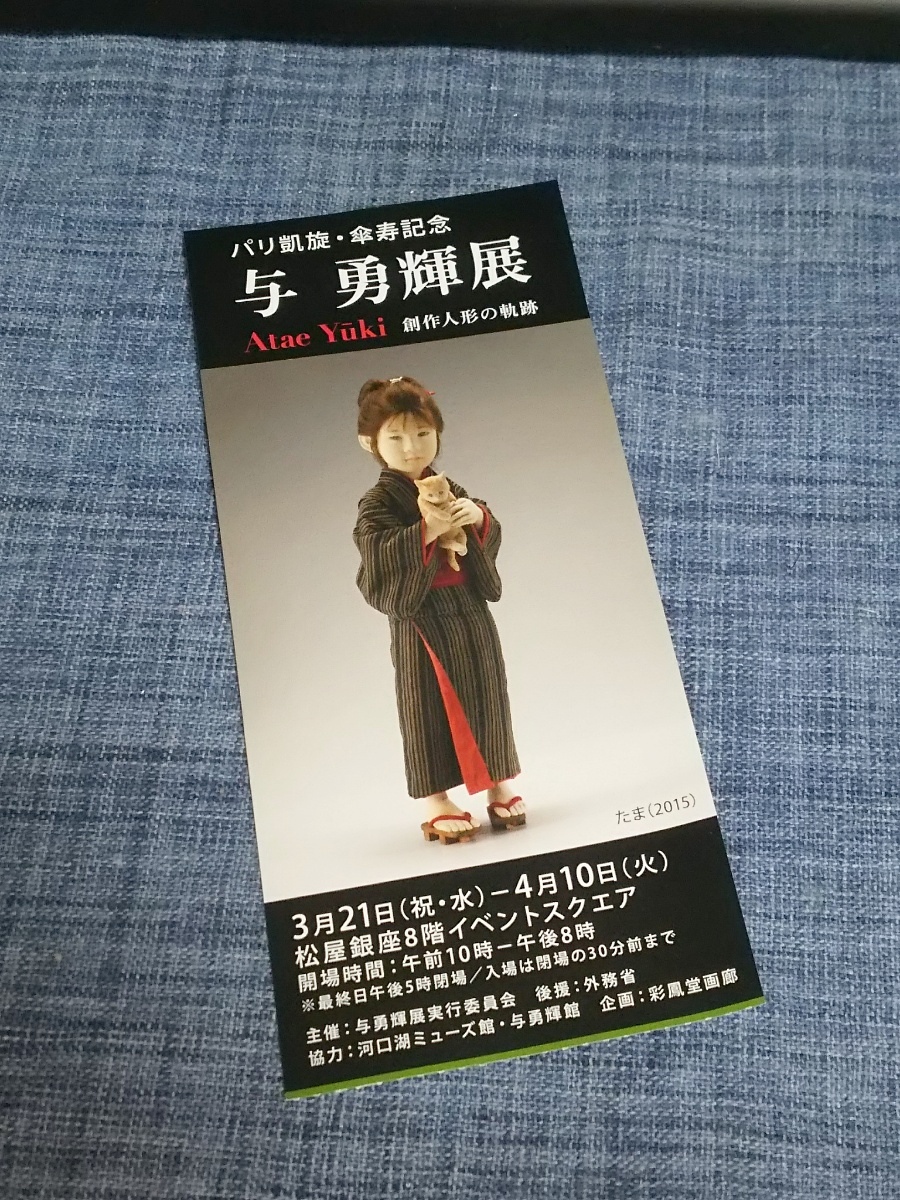 パリ凱旋・傘寿記念
与 勇輝展
Atae Yūki 創作人形の軌跡
たま(2015)
3月21日(祝・水)－4月10日(火)
松屋銀座8階イベントスクエア
開場時間：午前10時－午後8時
※最終日午後5時閉場／入場は閉場の30分前まで
主催：与勇輝展実行委員会 後援：外務省
協力：河口湖ミューズ館・与勇輝館 企画：彩鳳堂画廊